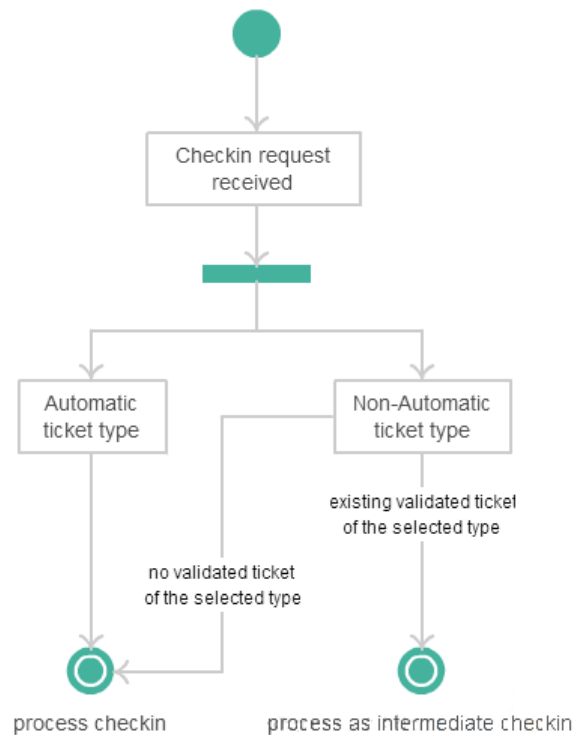 Checkin request
received
Automatic
ticket type
Non-Automatic
ticket type
existing validated ticket
of the selected type
no validated ticket
of the selected type
process checkin
process as intermediate checkin